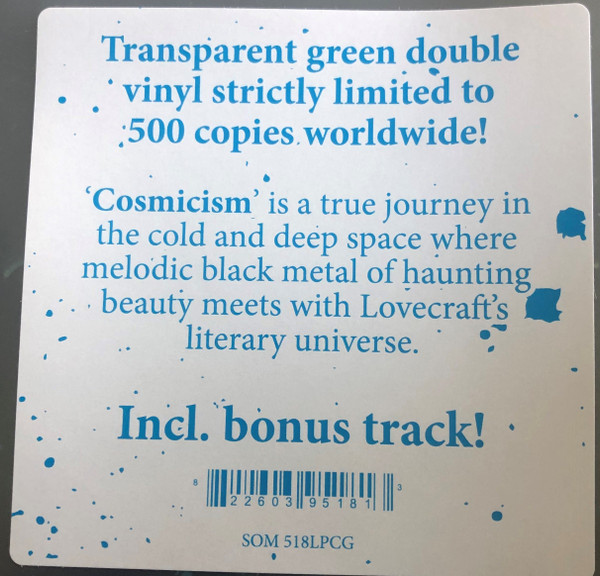 Transparent green double
vinyl strictly limited to
500 copies worldwide!
‘Cosmicism’ is a true journey in
the cold and deep space where
melodic black metal of haunting
beauty meets with Lovecraft’s
literary universe.
Incl. bonus track!
8 22603 95181 3
SOM 518LPCG